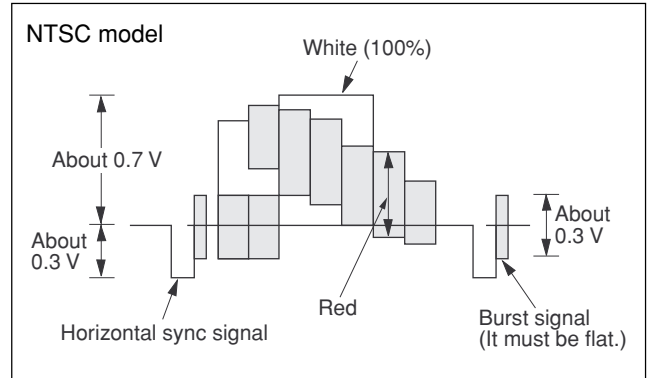 NTSC model
White (100%)
About 0.7 V
About
0.3 V
About
0.3 V
Red
Horizontal sync signal
Burst signal
(It must be flat.)